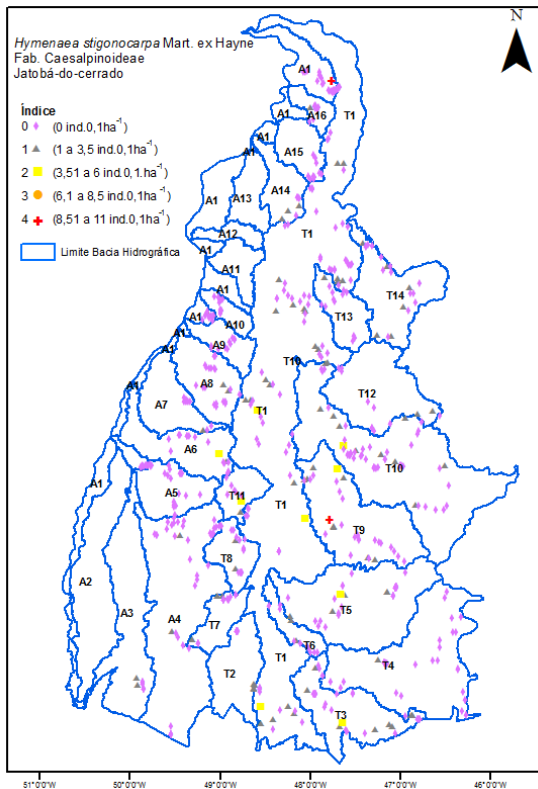 N
Hymenaea stigonocarpa Mart. ex Hayne
Fab. Caesalpinoideae
Jatobá-do-cerrado
Índice
0 (0 ind.0,1ha⁻¹)
1 (1 a 3,5 ind.0,1ha⁻¹)
2 (3,51 a 6 ind.0,1.ha⁻¹)
3 (6,1 a 8,5 ind.0,1ha⁻¹)
4 (8,51 a 11 ind.0,1ha⁻¹)
Limite Bacia Hidrográfica
A1
A1
A16
T1
A1
A1
A15
A1
A13
A14
A12
T1
A1
A11
A1
T14
A1
A10
T13
A1
A1
A9
T10
A1
A8
A7
T12
T1
A6
T10
A1
A5
T11
T1
T9
A2
T8
A3
T5
A4
T7
T6
T1
T4
T2
T3
51°0'0"W
50°0'0"W
49°0'0"W
48°0'0"W
47°0'0"W
46°0'0"W